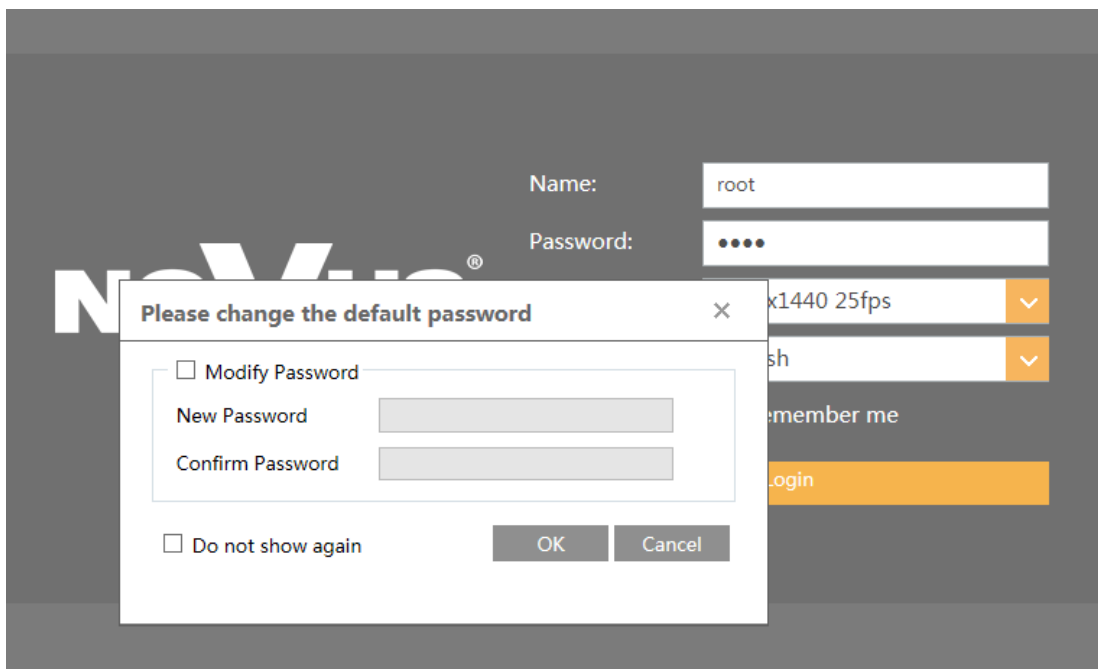 Name:
root
Password:
®
Please change the default password
x1440 25fps
Modify Password
sh
New Password
emember me
Confirm Password
Login
Do not show again
OK
Cancel